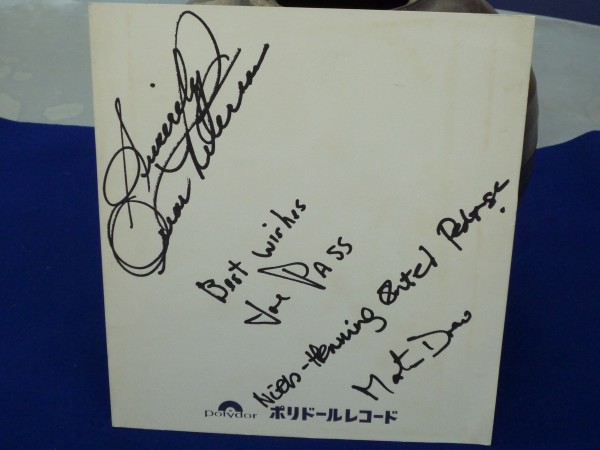 Sincerely
Oscar Peterson
Best Wishes
Joe PASS
Niels-Henning Ørsted Pedersen
Martin Drew
polydor ポリドールレコード